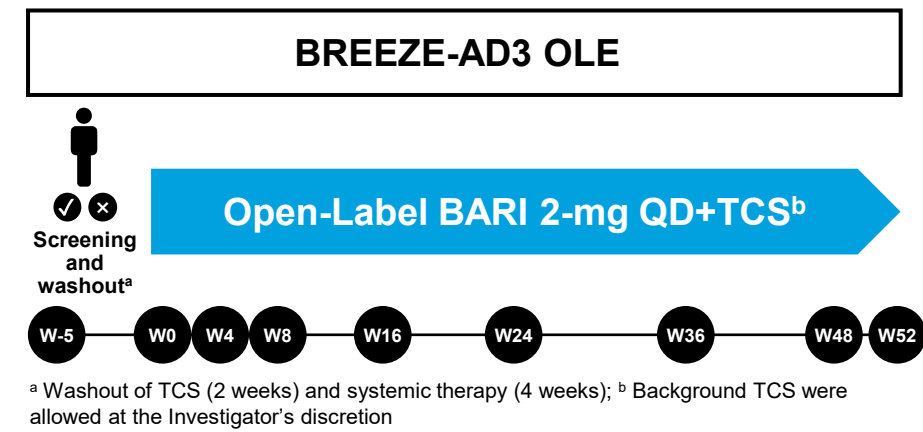 BREEZE-AD3 OLE
Open-Label BARI 2-mg QD+TCSᵇ
Screening
and
washoutᵃ
W-5 W0 W4 W8 W16 W24 W36 W48 W52
ᵃ Washout of TCS (2 weeks) and systemic therapy (4 weeks); ᵇ Background TCS were
allowed at the Investigator’s discretion